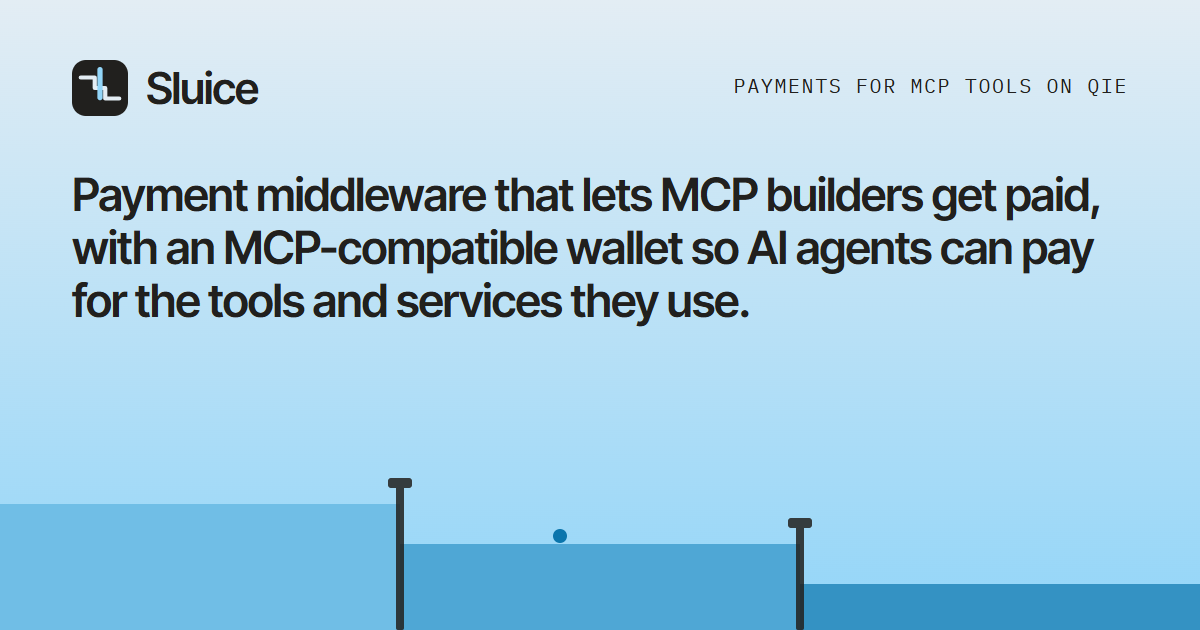 Sluice
PAYMENTS FOR MCP TOOLS ON QIE
Payment middleware that lets MCP builders get paid,
with an MCP-compatible wallet so AI agents can pay
for the tools and services they use.